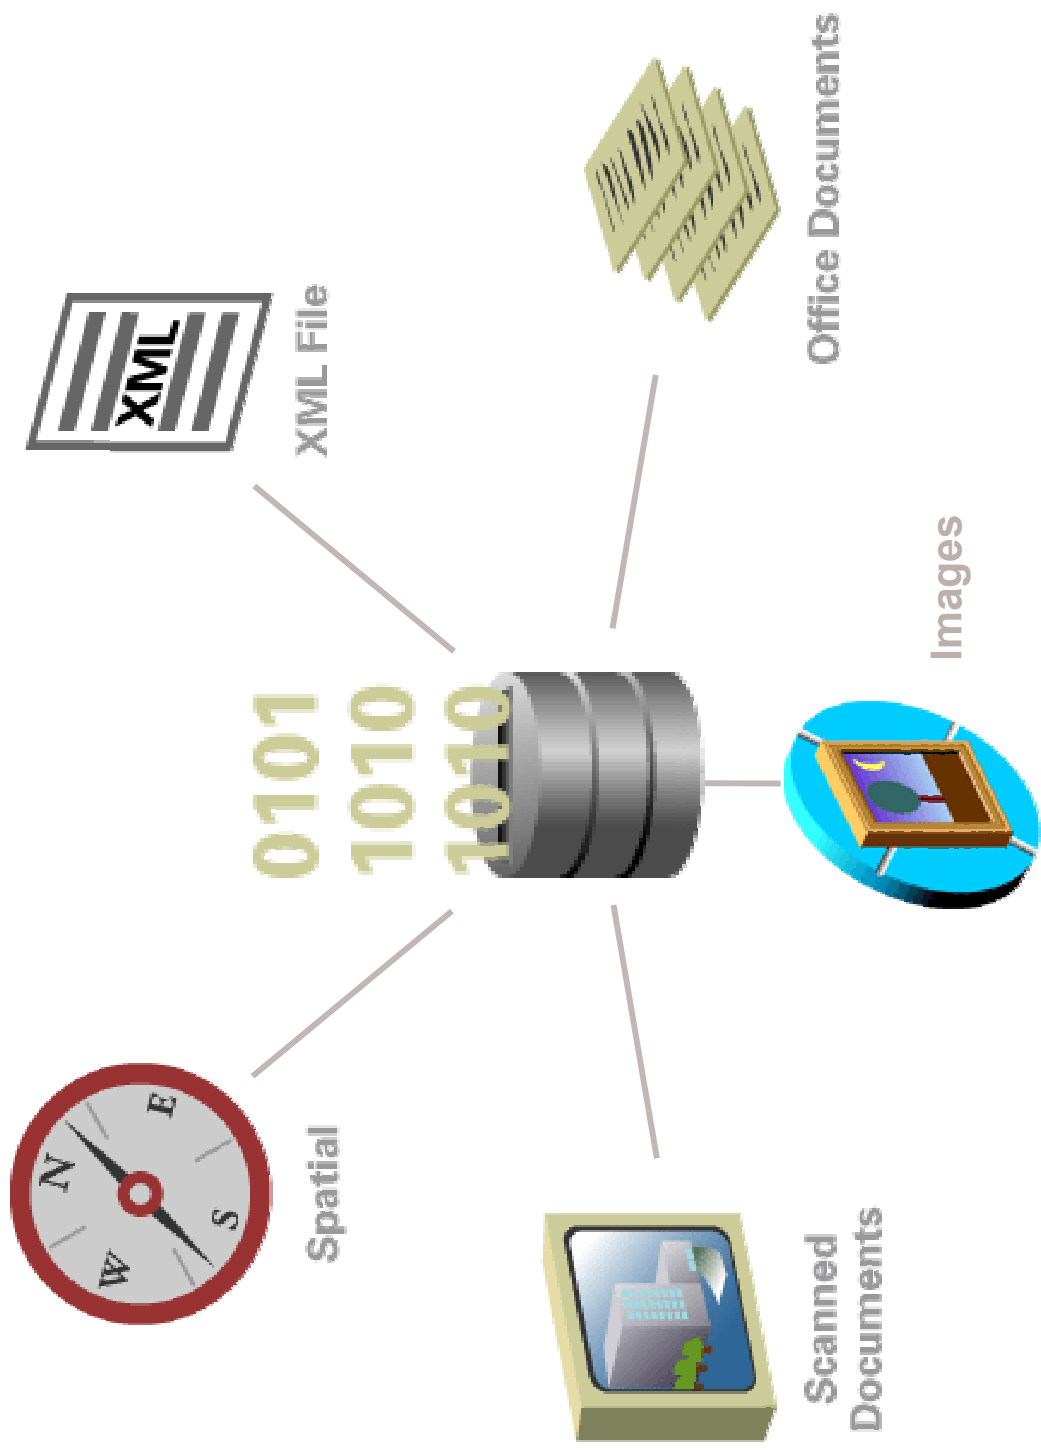 N
W
E
S
Spatial
XML
XML File
0101
1010
1010
Scanned
Documents
Office Documents
Images